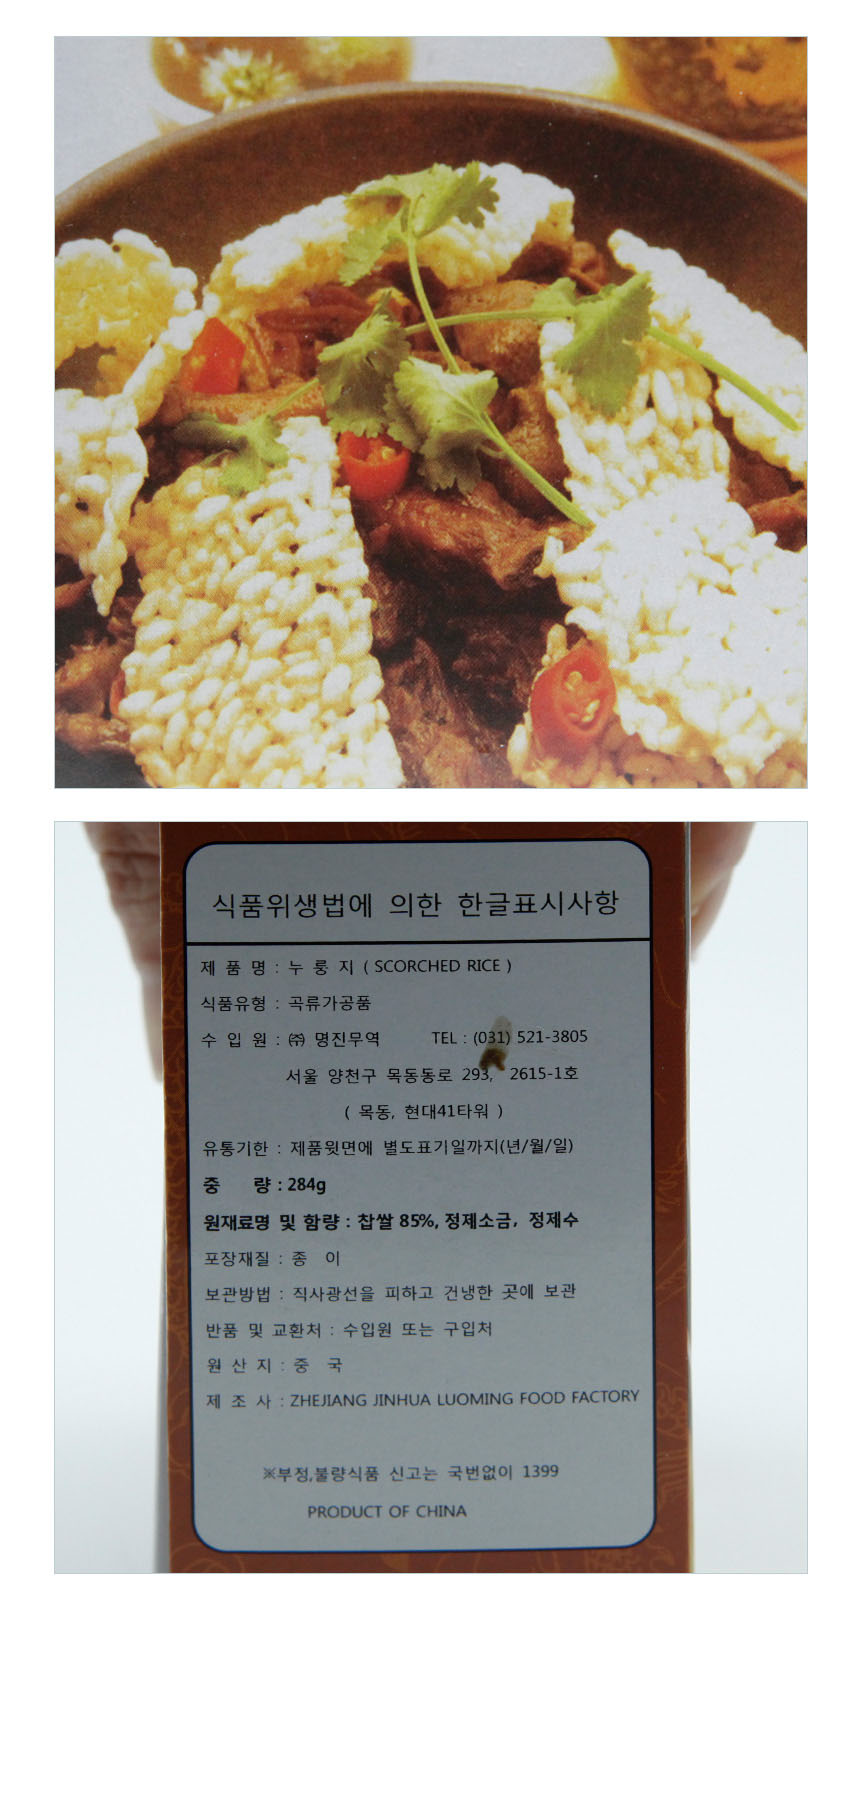 식품위생법에 의한 한글표시사항
제 품 명 : 누 룽 지 ( SCORCHED RICE )
식품유형 : 곡류가공품
수 입 원 : ㈜ 명진무역 TEL : (031) 521-3805
서울 양천구 목동동로 293, 2615-1호
( 목동, 현대41타워 )
유통기한 : 제품윗면에 별도표기일까지(년/월/일)
중 량 : 284g
원재료명 및 함량 : 찹쌀 85%, 정제소금, 정제수
포장재질 : 종 이
보관방법 : 직사광선을 피하고 건냉한 곳에 보관
반품 및 교환처 : 수입원 또는 구입처
원 산 지 : 중 국
제 조 사 : ZHEJIANG JINHUA LUOMING FOOD FACTORY
※부정,불량식품 신고는 국번없이 1399
PRODUCT OF CHINA